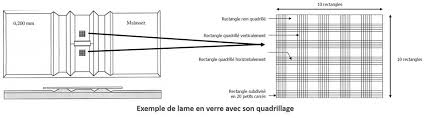 0,200 mm
Malassez
10 rectangles
Rectangle non quadrillé
Rectangle quadrillé verticalement
Rectangle quadrillé horizontalement
10 rectangles
Rectangle subdivisé
en 20 petits carrés
Exemple de lame en verre avec son quadrillage